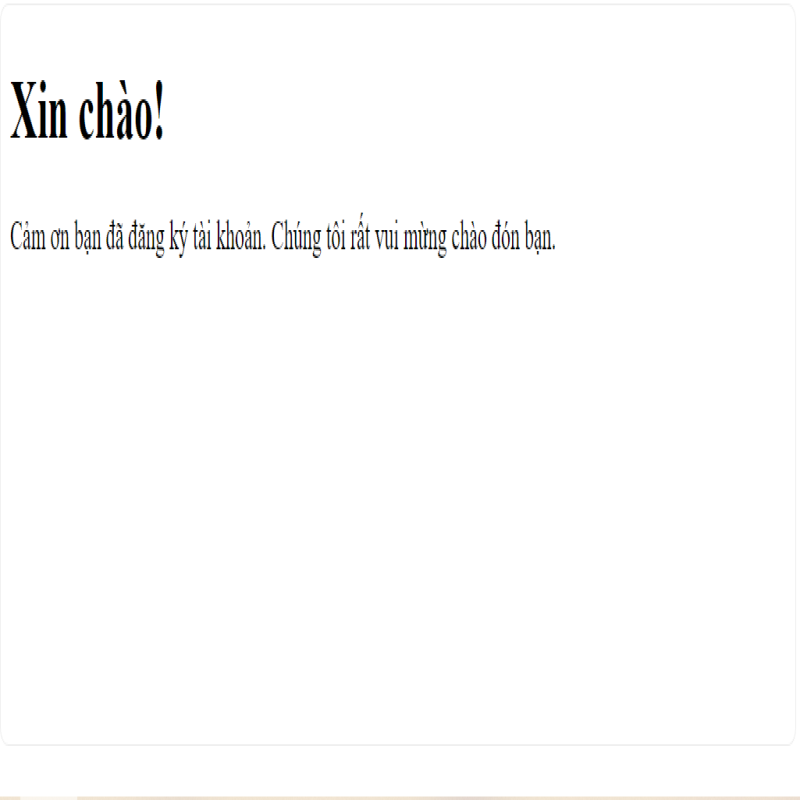 Xin chào!
Cảm ơn bạn đã đăng ký tài khoản. Chúng tôi rất vui mừng chào đón bạn.